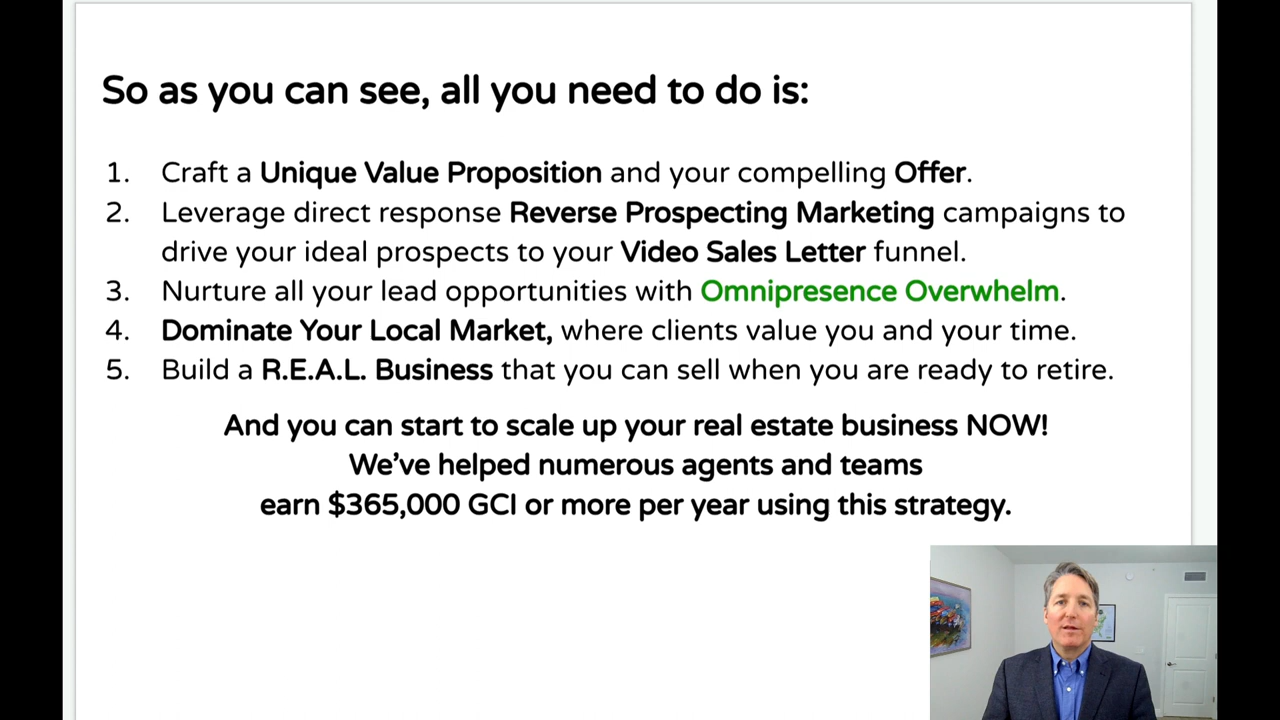 So as you can see, all you need to do is:
1. Craft a Unique Value Proposition and your compelling Offer.
2. Leverage direct response Reverse Prospecting Marketing campaigns to
drive your ideal prospects to your Video Sales Letter funnel.
3. Nurture all your lead opportunities with Omnipresence Overwhelm.
4. Dominate Your Local Market, where clients value you and your time.
5. Build a R.E.A.L. Business that you can sell when you are ready to retire.
And you can start to scale up your real estate business NOW!
We’ve helped numerous agents and teams
earn $365,000 GCI or more per year using this strategy.